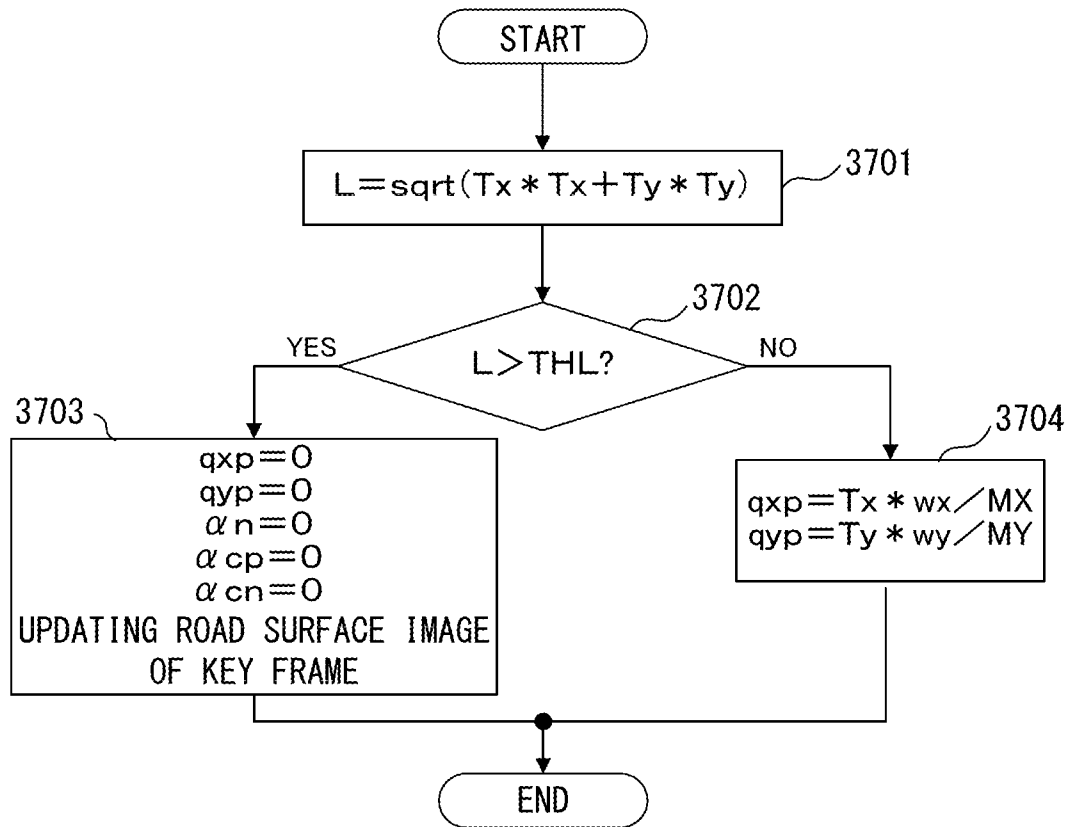 START
3701
L=sqrt(Tx*Tx+Ty*Ty)
3702
YES
L>THL?
NO
3703
3704
qxp=0
qyp=0
αn=0
αcp=0
αcn=0
UPDATING ROAD SURFACE IMAGE
OF KEY FRAME
qxp=Tx*wx/MX
qyp=Ty*wy/MY
END